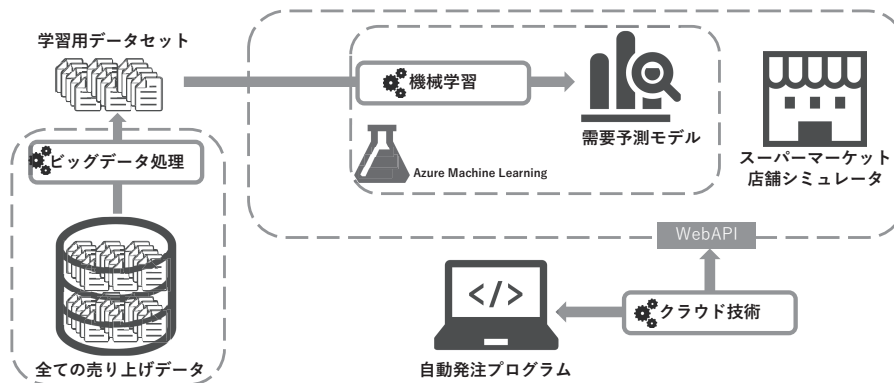 学習用データセット
機械学習
需要予測モデル
スーパーマーケット
店舗シミュレータ
ビッグデータ処理
Azure Machine Learning
WebAPI
</>
クラウド技術
全ての売り上げデータ
自動発注プログラム